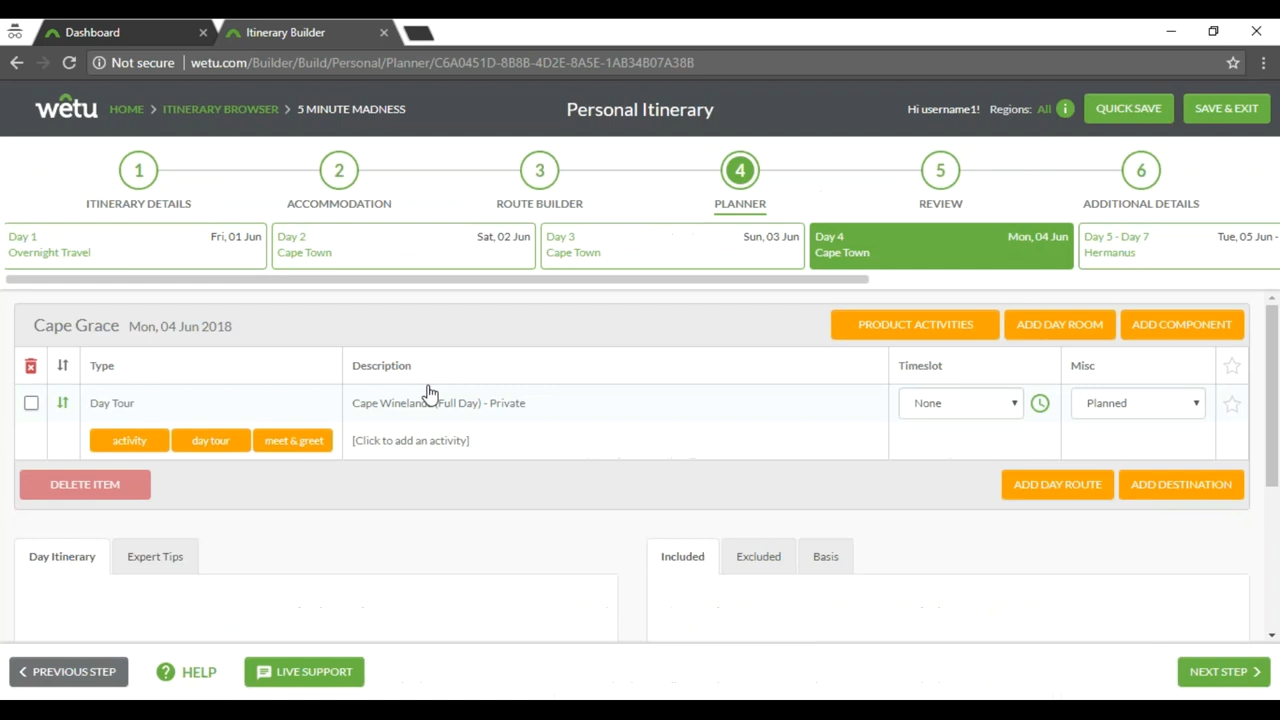 Dashboard
Itinerary Builder
Not secure wetu.com/Builder/Build/Personal/Planner/C6A0451D-8B8B-4D2E-8A5E-1AB34B07A38B
wetu HOME > ITINERARY BROWSER > 5 MINUTE MADNESS
Personal Itinerary
Hi username1! Regions: All i
QUICK SAVE
SAVE & EXIT
1 2 3 4 5 6
ITINERARY DETAILS ACCOMMODATION ROUTE BUILDER PLANNER REVIEW ADDITIONAL DETAILS
Day 1 Fri, 01 Jun Day 2 Sat, 02 Jun Day 3 Sun, 03 Jun Day 4 Mon, 04 Jun Day 5 - Day 7 Tue, 05 Jun -
Overnight Travel Cape Town Cape Town Cape Town Hermanus
Cape Grace Mon, 04 Jun 2018
PRODUCT ACTIVITIES ADD DAY ROOM ADD COMPONENT
Type Description Timeslot Misc
Day Tour Cape Winelands (Full Day) - Private None Planned
activity day tour meet & greet [Click to add an activity]
DELETE ITEM ADD DAY ROUTE ADD DESTINATION
Day Itinerary Expert Tips Included Excluded Basis
< PREVIOUS STEP ? HELP LIVE SUPPORT NEXT STEP >